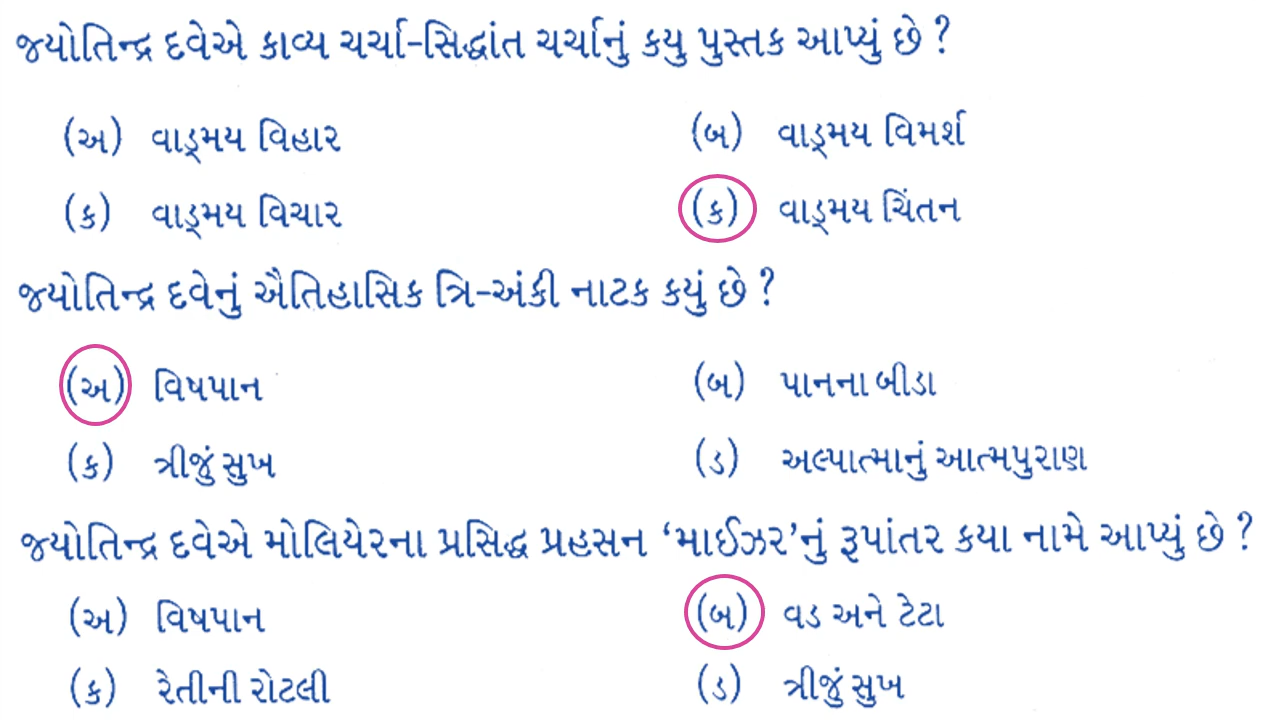 જ્યોતિન્દ્ર દવેએ કાવ્ય ચર્ચા-સિદ્ધાંત ચર્ચાનું કયુ પુસ્તક આપ્યું છે ?
(અ) વાડ્મય વિહાર (બ) વાડ્મય વિમર્શ
(ક) વાડ્મય વિચાર (ક) વાડ્મય ચિંતન
જ્યોતિન્દ્ર દવેનું ઐતિહાસિક ત્રિ-અંકી નાટક કયું છે ?
(અ) વિષપાન (બ) પાનના બીડા
(ક) ત્રીજું સુખ (ડ) અલ્પાત્માનું આત્મપુરાણ
જ્યોતિન્દ્ર દવેએ મોલિયેરના પ્રસિદ્ધ પ્રહસન ‘માઈઝર’નું રૂપાંતર કયા નામે આપ્યું છે ?
(અ) વિષપાન (બ) વડ અને ટેટા
(ક) રેતીની રોટલી (ડ) ત્રીજું સુખ